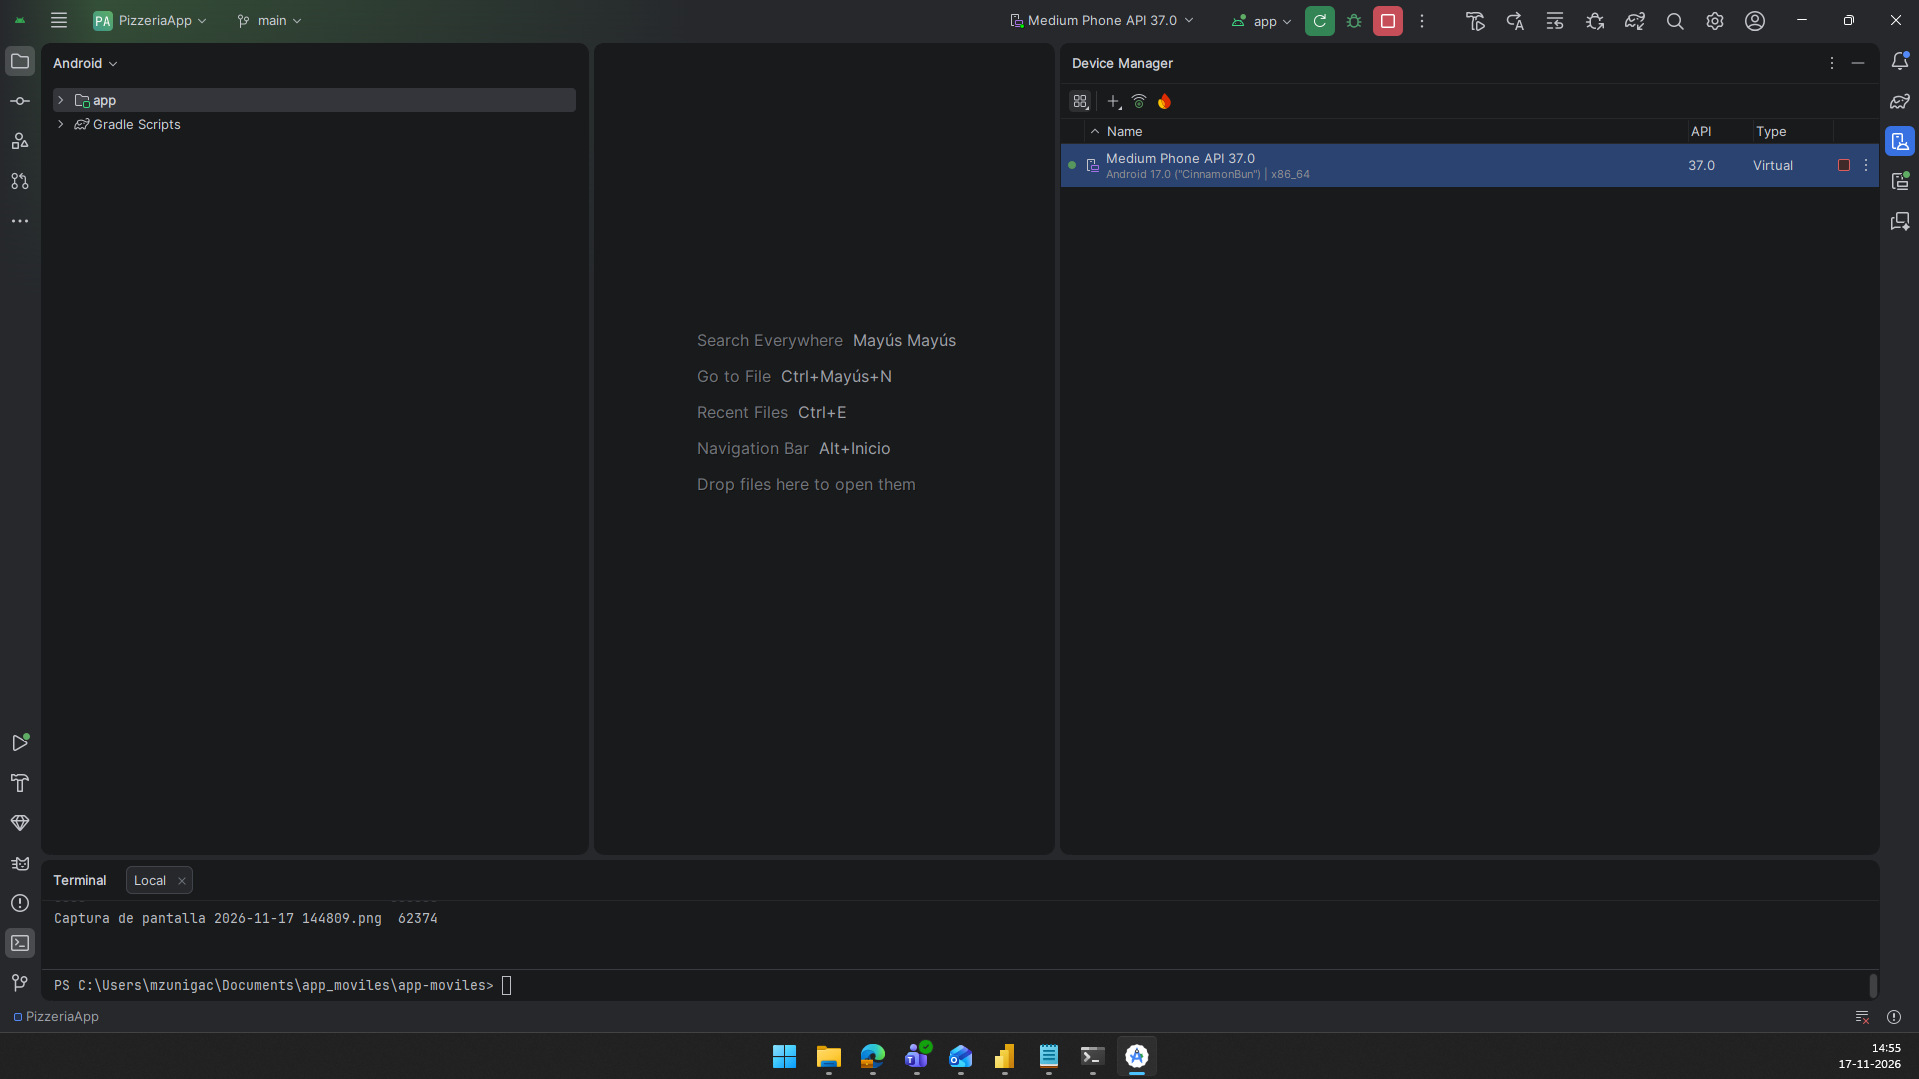 PA PizzeriaApp main Medium Phone API 37.0 app
Android
app
Gradle Scripts
Search Everywhere Mayús Mayús
Go to File Ctrl+Mayús+N
Recent Files Ctrl+E
Navigation Bar Alt+Inicio
Drop files here to open them
Device Manager
Name API Type
Medium Phone API 37.0 37.0 Virtual
Android 17.0 ("CinnamonBun") | x86_64
Terminal Local
Captura de pantalla 2026-11-17 144809.png 62374
PS C:\Users\mzunigac\Documents\app_moviles\app-moviles>
PizzeriaApp
14:55
17-11-2026